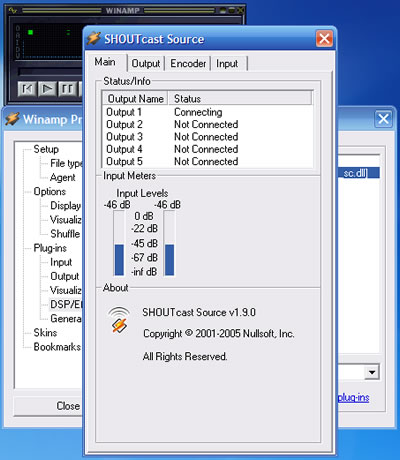 WINAMP
SHOUTcast Source
Main Output Encoder Input
Status/Info
Output Name Status
Output 1 Connecting
Output 2 Not Connected
Output 3 Not Connected
Output 4 Not Connected
Output 5 Not Connected
Input Meters
Input Levels
-46 dB -46 dB
0 dB
-22 dB
-45 dB
-67 dB
-inf dB
About
SHOUTcast Source v1.9.0
Copyright © 2001-2005 Nullsoft, Inc.
All Rights Reserved.
Winamp Pr
Setup
File type
Agent
Options
Display
Visualiz
Shuffle
Plug-ins
Input
Output
Visualiz
DSP/Ef
Genera
Skins
Bookmarks
Close
_sc.dll]
plug-ins